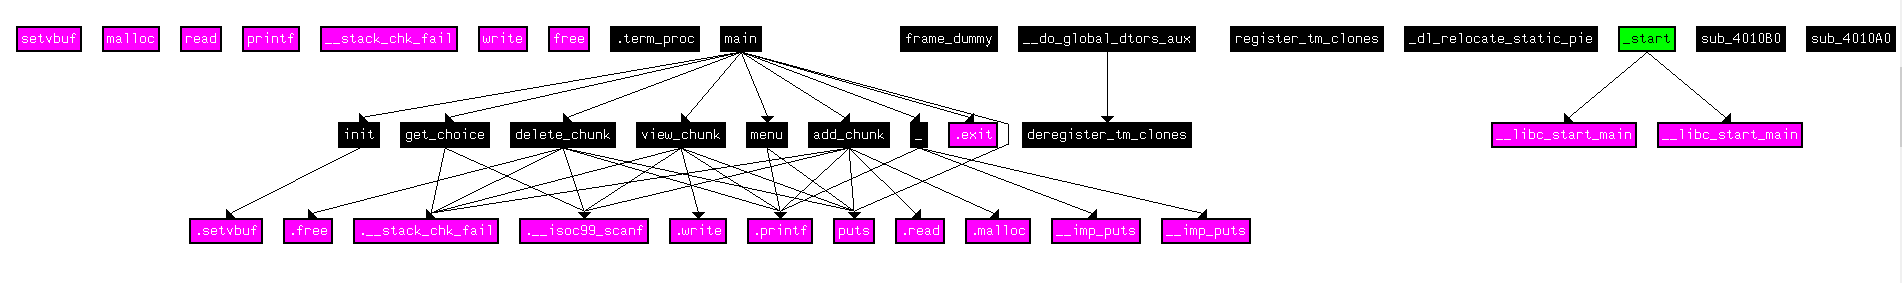 setvbuf malloc read printf __stack_chk_fail write free .term_proc main frame_dummy __do_global_dtors_aux register_tm_clones _dl_relocate_static_pie _start sub_4010B0 sub_4010A0
init get_choice delete_chunk view_chunk menu add_chunk _ .exit deregister_tm_clones __libc_start_main __libc_start_main
.setvbuf .free .__stack_chk_fail .__isoc99_scanf .write .printf puts .read .malloc __imp_puts __imp_puts